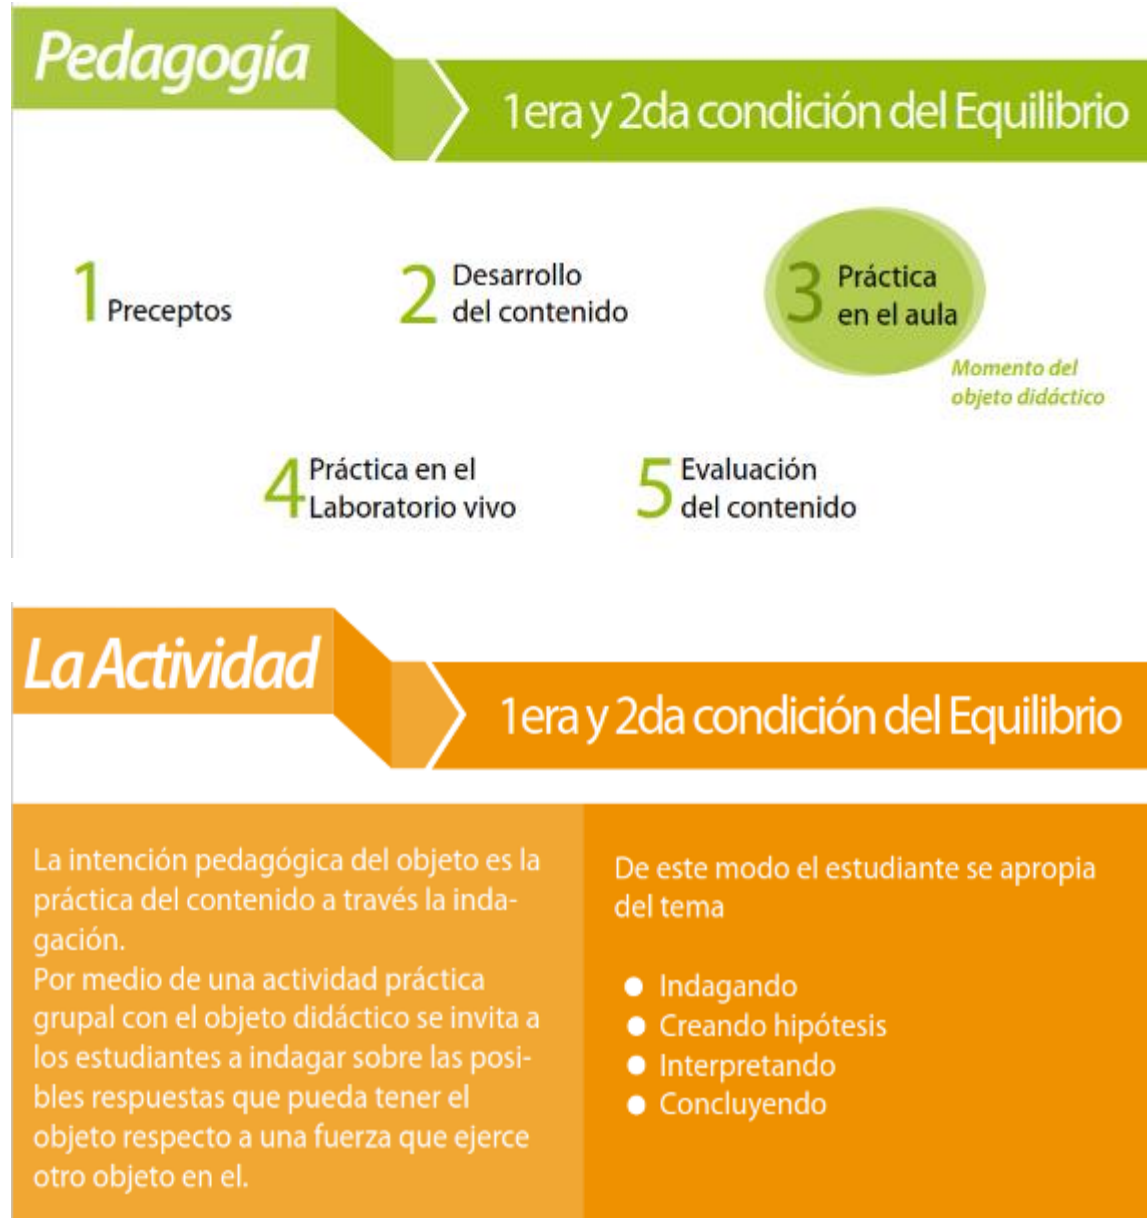 Pedagogía
1era y 2da condición del Equilibrio
1 Preceptos
2 Desarrollo
del contenido
3 Práctica
en el aula
Momento del
objeto didáctico
4 Práctica en el
Laboratorio vivo
5 Evaluación
del contenido
La Actividad
1era y 2da condición del Equilibrio
La intención pedagógica del objeto es la
práctica del contenido a través la inda-
gación.
Por medio de una actividad práctica
grupal con el objeto didáctico se invita a
los estudiantes a indagar sobre las posi-
bles respuestas que pueda tener el
objeto respecto a una fuerza que ejerce
otro objeto en el.
De este modo el estudiante se apropia
del tema
● Indagando
● Creando hipótesis
● Interpretando
● Concluyendo